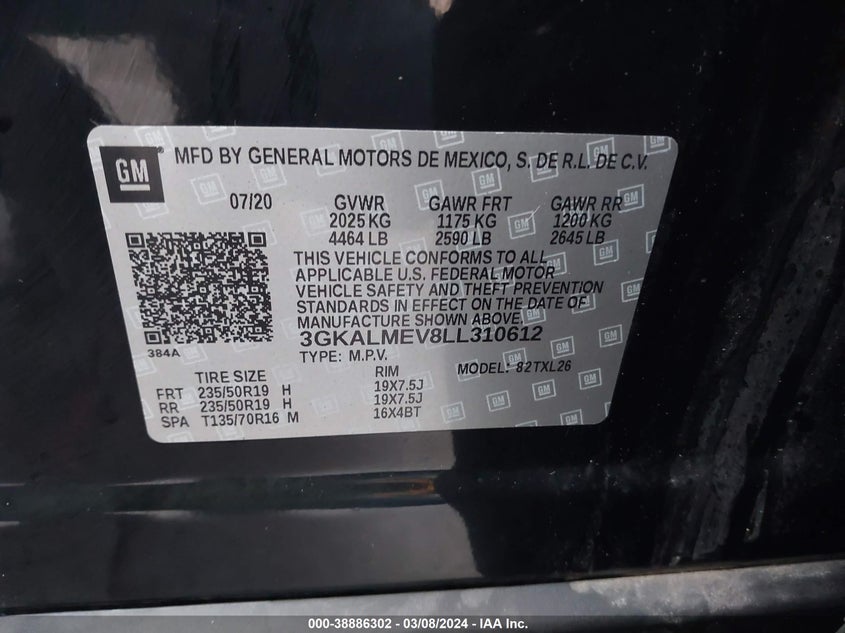 GM MFD BY GENERAL MOTORS DE MEXICO, S. DE R.L. DE C.V.
07/20 GVWR GAWR FRT GAWR RR
2025 KG 1175 KG 1200 KG
4464 LB 2590 LB 2645 LB
THIS VEHICLE CONFORMS TO ALL
APPLICABLE U.S. FEDERAL MOTOR
VEHICLE SAFETY AND THEFT PREVENTION
STANDARDS IN EFFECT ON THE DATE OF
MANUFACTURE SHOWN ABOVE.
3GKALMEV8LL310612
384A TYPE: M.P.V. MODEL: 82TXL26
TIRE SIZE RIM
FRT 235/50R19 H 19X7.5J
RR 235/50R19 H 19X7.5J
SPA T135/70R16 M 16X4BT
000-38886302 — 03/08/2024 — IAA Inc.